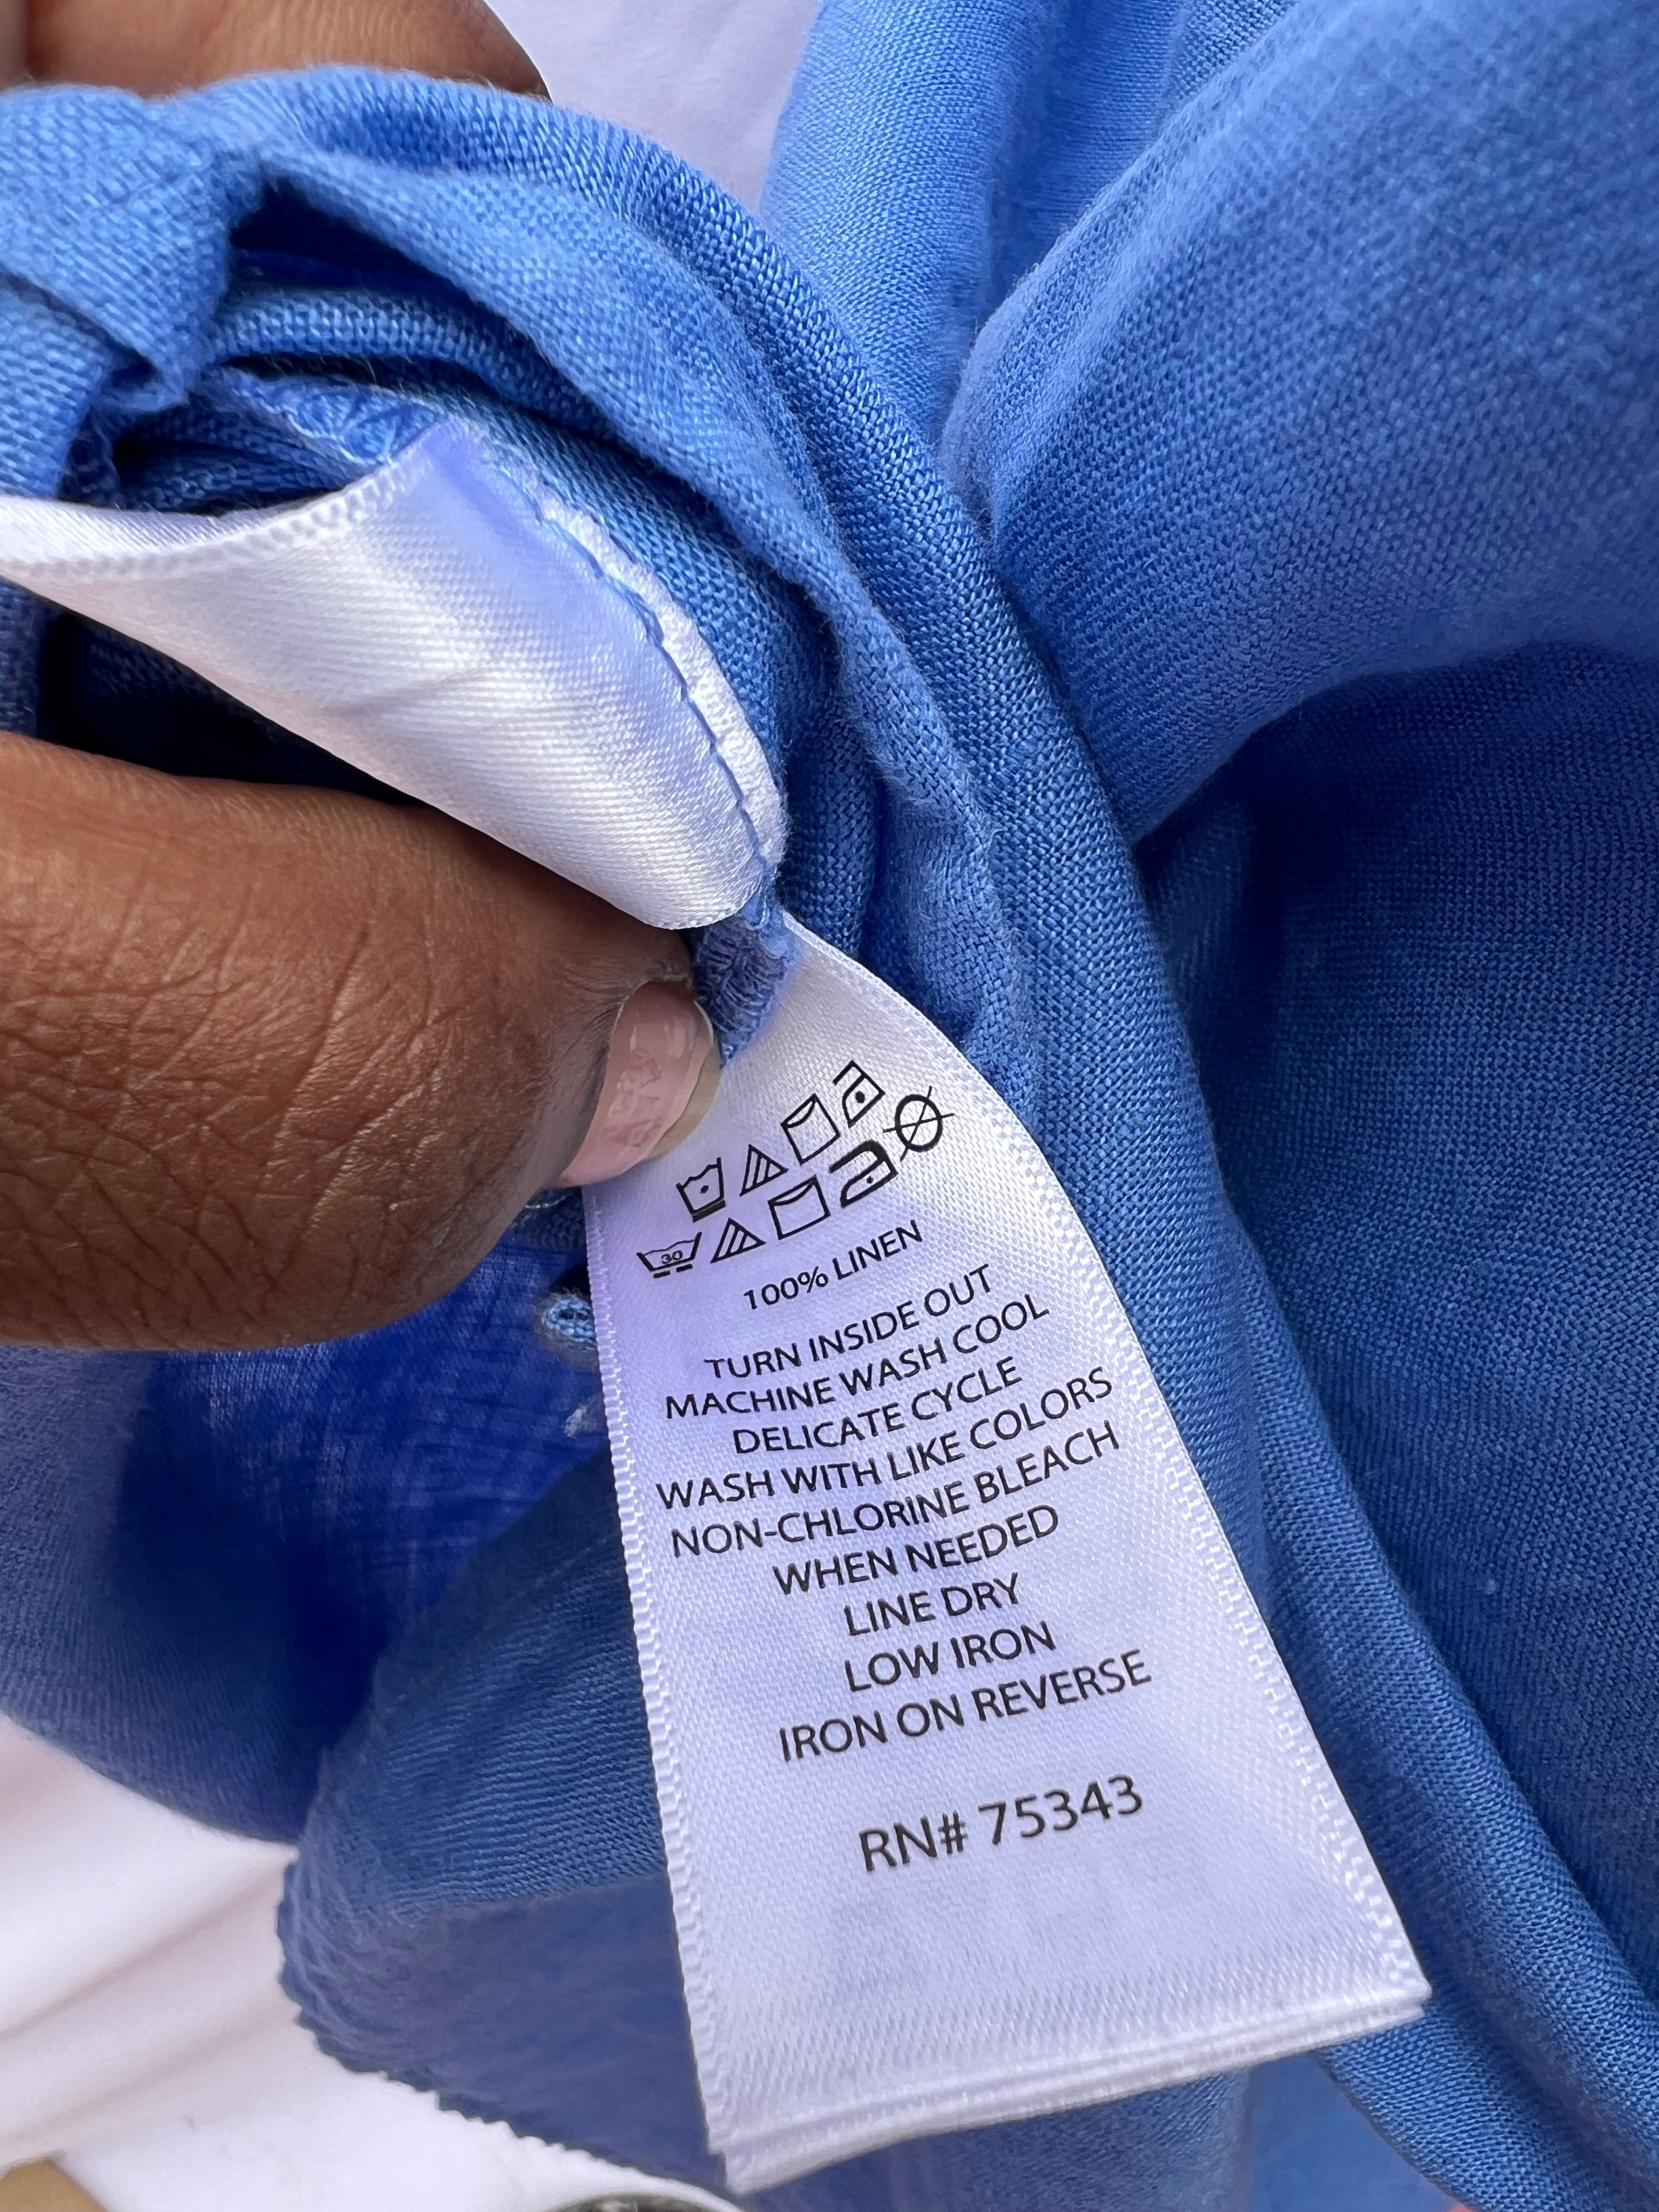 30
100% LINEN
TURN INSIDE OUT
MACHINE WASH COOL
DELICATE CYCLE
WASH WITH LIKE COLORS
NON-CHLORINE BLEACH
WHEN NEEDED
LINE DRY
LOW IRON
IRON ON REVERSE
RN# 75343